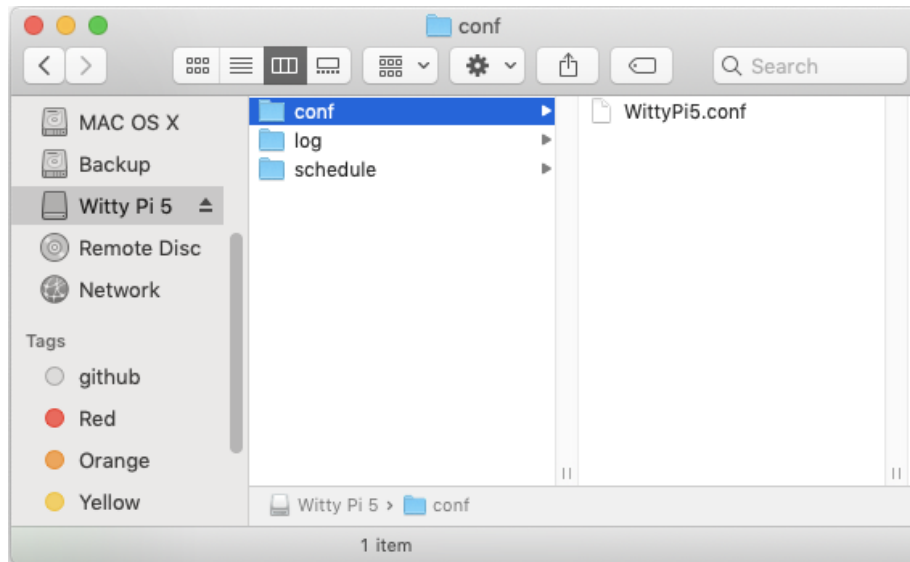 conf
Search
MAC OS X
Backup
Witty Pi 5
Remote Disc
Network
Tags
github
Red
Orange
Yellow
conf
log
schedule
WittyPi5.conf
Witty Pi 5 › conf
1 item